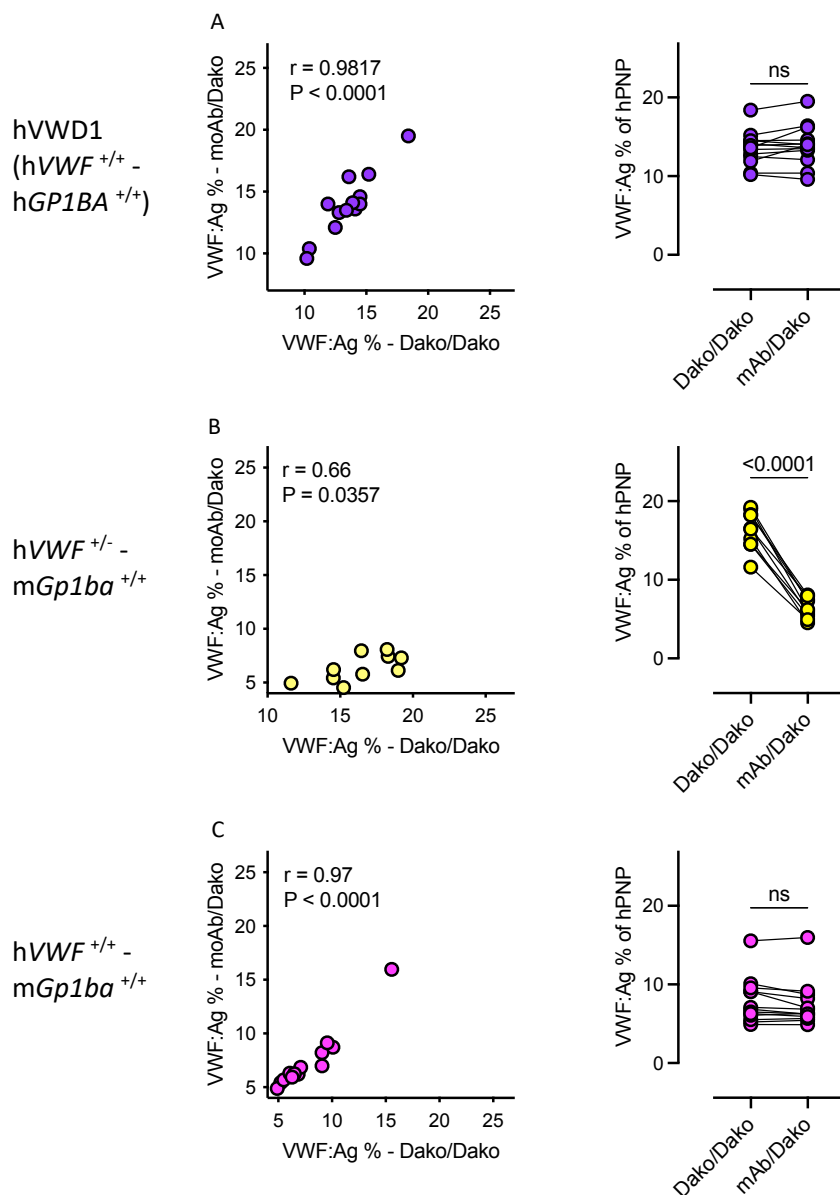 A
hVWD1
(hVWF +/+ -
hGP1BA +/+)
r = 0.9817
P < 0.0001
VWF:Ag % - moAb/Dako
25
20
15
10
10 15 20 25
VWF:Ag % - Dako/Dako
ns
VWF:Ag % of hPNP
20
10
0
Dako/Dako
mAb/Dako
B
hVWF +/- -
mGp1ba +/+
r = 0.66
P = 0.0357
VWF:Ag % - moAb/Dako
25
20
15
10
5
10 15 20 25
VWF:Ag % - Dako/Dako
<0.0001
VWF:Ag % of hPNP
20
10
0
Dako/Dako
mAb/Dako
C
hVWF +/+ -
mGp1ba +/+
r = 0.97
P < 0.0001
VWF:Ag % - moAb/Dako
25
20
15
10
5
5 10 15 20 25
VWF:Ag % - Dako/Dako
ns
VWF:Ag % of hPNP
20
10
0
Dako/Dako
mAb/Dako